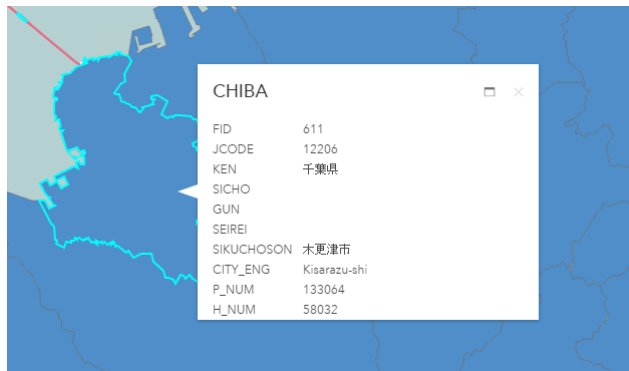 CHIBA
FID 611
JCODE 12206
KEN 千葉県
SICHO
GUN
SEIREI
SIKUCHOSON 木更津市
CITY_ENG Kisarazu-shi
P_NUM 133064
H_NUM 58032